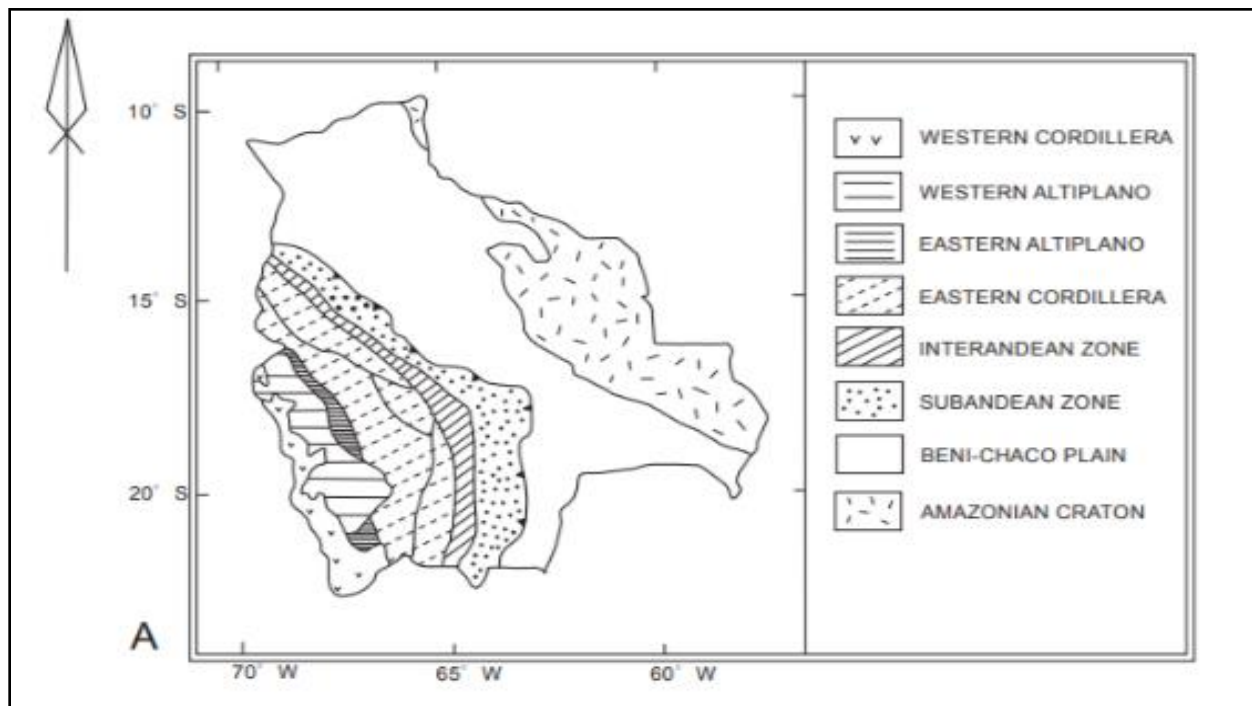 10° S
15° S
20° S
A
70° W
65° W
60° W
WESTERN CORDILLERA
WESTERN ALTIPLANO
EASTERN ALTIPLANO
EASTERN CORDILLERA
INTERANDEAN ZONE
SUBANDEAN ZONE
BENI-CHACO PLAIN
AMAZONIAN CRATON